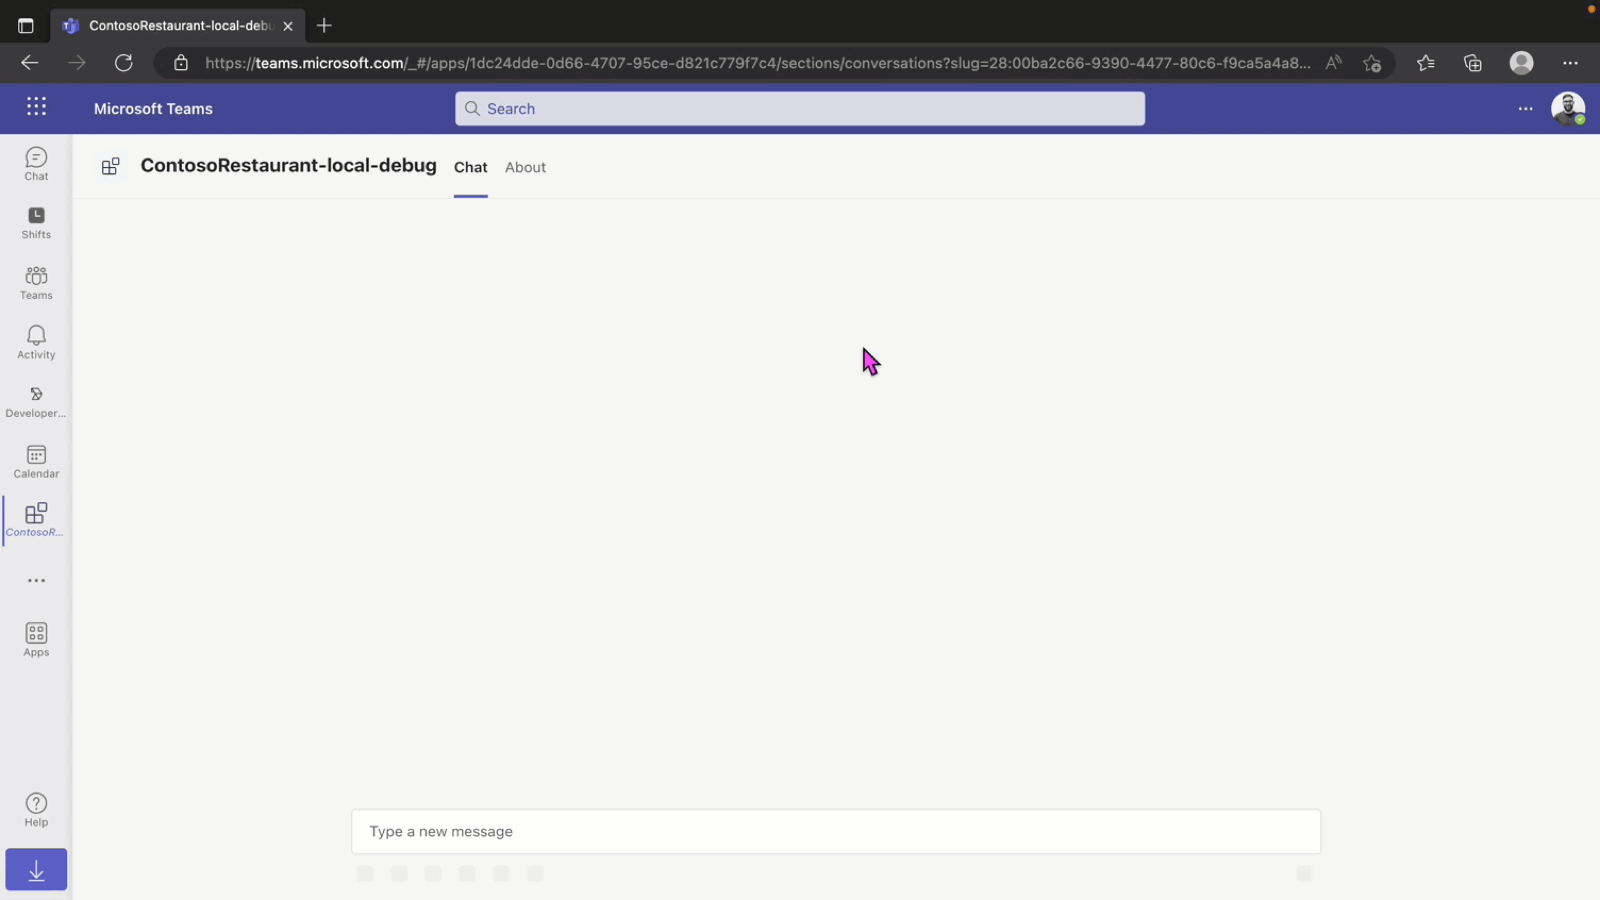 ContosoRestaurant-local-debu
https://teams.microsoft.com/_#/apps/1dc24dde-0d66-4707-95ce-d821c779f7c4/sections/conversations?slug=28:00ba2c66-9390-4477-80c6-f9ca5a4a8...
Microsoft Teams
Search
ContosoRestaurant-local-debug
Chat
About
Chat
Shifts
Teams
Activity
Developer...
Calendar
ContosoR...
Apps
Help
Type a new message